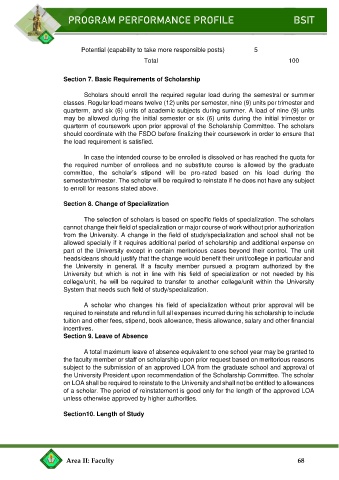 PROGRAM PERFORMANCE PROFILE BSIT
Potential (capability to take more responsible posts) 5
Total 100
Section 7. Basic Requirements of Scholarship
Scholars should enroll the required regular load during the semestral or summer
classes. Regular load means twelve (12) units per semester, nine (9) units per trimester and
quarterm, and six (6) units of academic subjects during summer. A load of nine (9) units
may be allowed during the initial semester or six (6) units during the initial trimester or
quarterm of coursework upon prior approval of the Scholarship Committee. The scholars
should coordinate with the FSDO before finalizing their coursework in order to ensure that
the load requirement is satisfied.
In case the intended course to be enrolled is dissolved or has reached the quota for
the required number of enrollees and no substitute course is allowed by the graduate
committee, the scholar's stipend will be pro-rated based on his load during the
semester/trimester. The scholar will be required to reinstate if he does not have any subject
to enroll for reasons stated above.
Section 8. Change of Specialization
The selection of scholars is based on specific fields of specialization. The scholars
cannot change their field of specialization or major course of work without prior authorization
from the University. A change in the field of study/specialization and school shall not be
allowed specially if it requires additional period of scholarship and additional expense on
part of the University except in certain meritorious cases beyond their control. The unit
heads/deans should justify that the change would benefit their unit/college in particular and
the University in general. If a faculty member pursued a program authorized by the
University but which is not in line with his field of specialization or not needed by his
college/unit, he will be required to transfer to another college/unit within the University
System that needs such field of study/specialization.
A scholar who changes his field of specialization without prior approval will be
required to reinstate and refund in full all expenses incurred during his scholarship to include
tuition and other fees, stipend, book allowance, thesis allowance, salary and other financial
incentives.
Section 9. Leave of Absence
A total maximum leave of absence equivalent to one school year may be granted to
the faculty member or staff on scholarship upon prior request based on meritorious reasons
subject to the submission of an approved LOA from the graduate school and approval of
the University President upon recommendation of the Scholarship Committee. The scholar
on LOA shall be required to reinstate to the University and shall not be entitled to allowances
of a scholar. The period of reinstatement is good only for the length of the approved LOA
unless otherwise approved by higher authorities.
Section10. Length of Study
Area II: Faculty 68